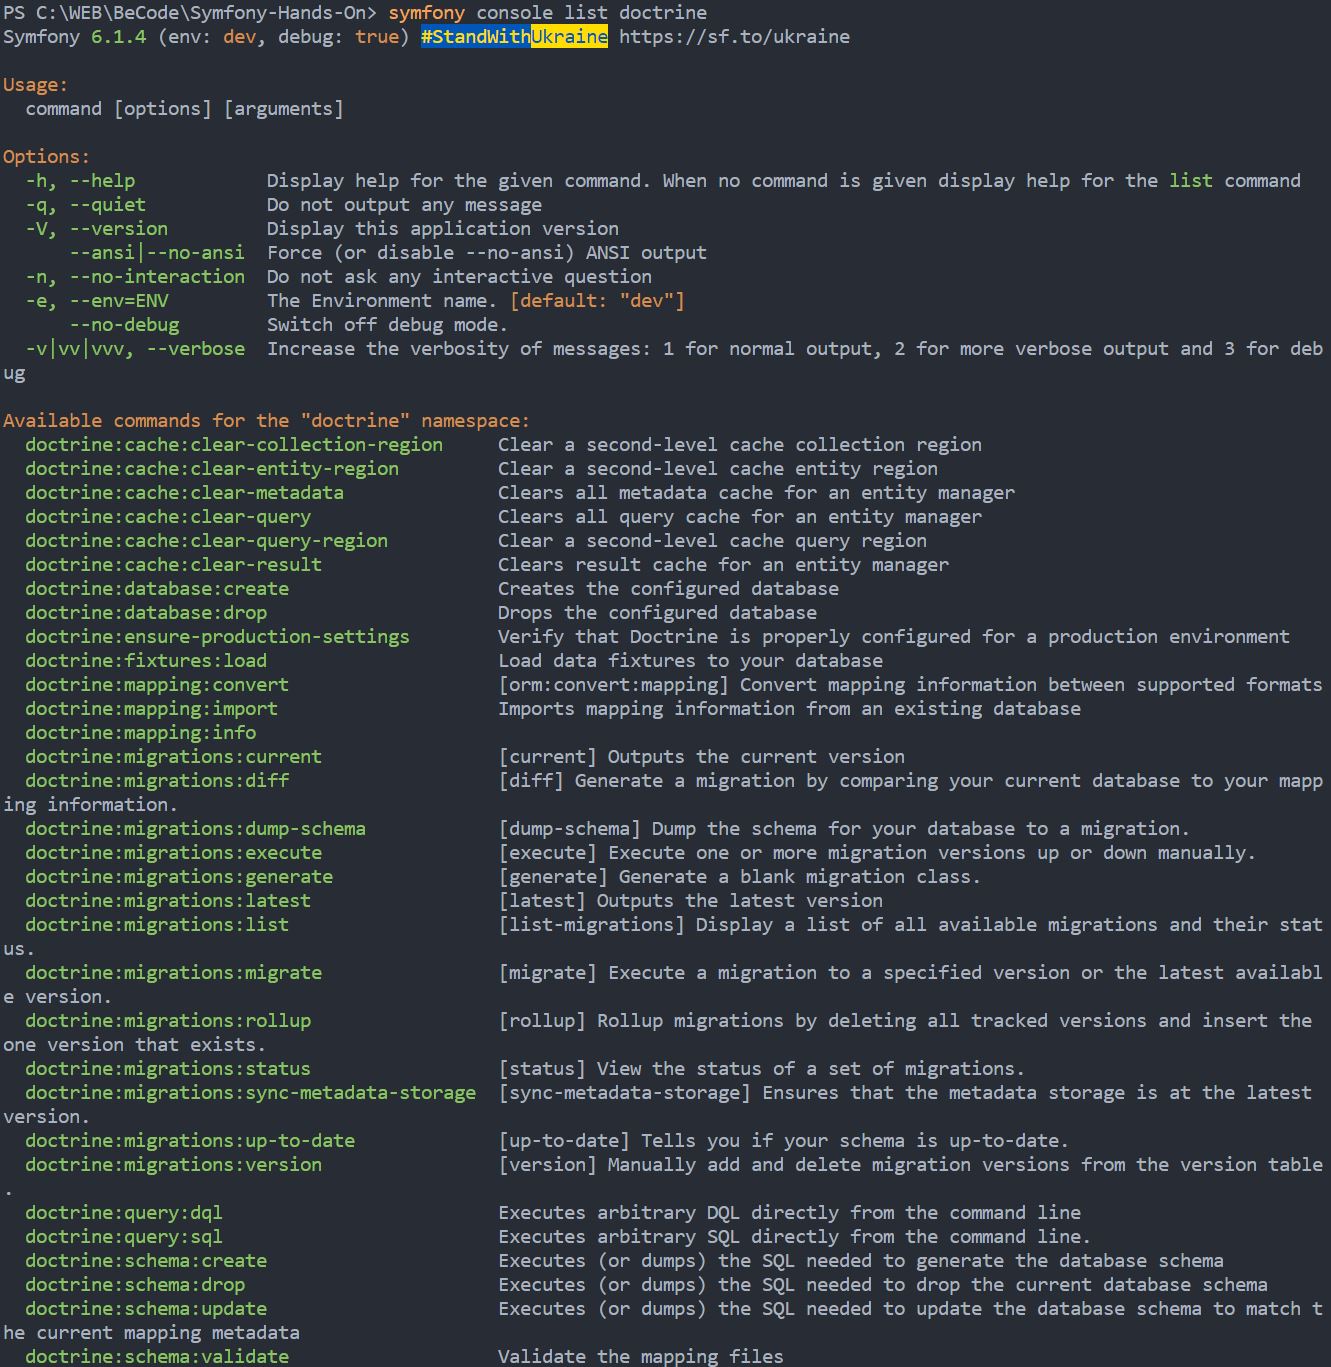 PS C:\WEB\BeCode\Symfony-Hands-On> symfony console list doctrine
Symfony 6.1.4 (env: dev, debug: true) #StandWithUkraine https://sf.to/ukraine
Usage:
command [options] [arguments]
Options:
-h, --help Display help for the given command. When no command is given display help for the list command
-q, --quiet Do not output any message
-V, --version Display this application version
--ansi|--no-ansi Force (or disable --no-ansi) ANSI output
-n, --no-interaction Do not ask any interactive question
-e, --env=ENV The Environment name. [default: "dev"]
--no-debug Switch off debug mode.
-v|vv|vvv, --verbose Increase the verbosity of messages: 1 for normal output, 2 for more verbose output and 3 for deb
ug
Available commands for the "doctrine" namespace:
doctrine:cache:clear-collection-region Clear a second-level cache collection region
doctrine:cache:clear-entity-region Clear a second-level cache entity region
doctrine:cache:clear-metadata Clears all metadata cache for an entity manager
doctrine:cache:clear-query Clears all query cache for an entity manager
doctrine:cache:clear-query-region Clear a second-level cache query region
doctrine:cache:clear-result Clears result cache for an entity manager
doctrine:database:create Creates the configured database
doctrine:database:drop Drops the configured database
doctrine:ensure-production-settings Verify that Doctrine is properly configured for a production environment
doctrine:fixtures:load Load data fixtures to your database
doctrine:mapping:convert [orm:convert:mapping] Convert mapping information between supported formats
doctrine:mapping:import Imports mapping information from an existing database
doctrine:mapping:info
doctrine:migrations:current [current] Outputs the current version
doctrine:migrations:diff [diff] Generate a migration by comparing your current database to your mapp
ing information.
doctrine:migrations:dump-schema [dump-schema] Dump the schema for your database to a migration.
doctrine:migrations:execute [execute] Execute one or more migration versions up or down manually.
doctrine:migrations:generate [generate] Generate a blank migration class.
doctrine:migrations:latest [latest] Outputs the latest version
doctrine:migrations:list [list-migrations] Display a list of all available migrations and their stat
us.
doctrine:migrations:migrate [migrate] Execute a migration to a specified version or the latest availabl
e version.
doctrine:migrations:rollup [rollup] Rollup migrations by deleting all tracked versions and insert the
one version that exists.
doctrine:migrations:status [status] View the status of a set of migrations.
doctrine:migrations:sync-metadata-storage [sync-metadata-storage] Ensures that the metadata storage is at the latest
version.
doctrine:migrations:up-to-date [up-to-date] Tells you if your schema is up-to-date.
doctrine:migrations:version [version] Manually add and delete migration versions from the version table
.
doctrine:query:dql Executes arbitrary DQL directly from the command line
doctrine:query:sql Executes arbitrary SQL directly from the command line.
doctrine:schema:create Executes (or dumps) the SQL needed to generate the database schema
doctrine:schema:drop Executes (or dumps) the SQL needed to drop the current database schema
doctrine:schema:update Executes (or dumps) the SQL needed to update the database schema to match t
he current mapping metadata
doctrine:schema:validate Validate the mapping files